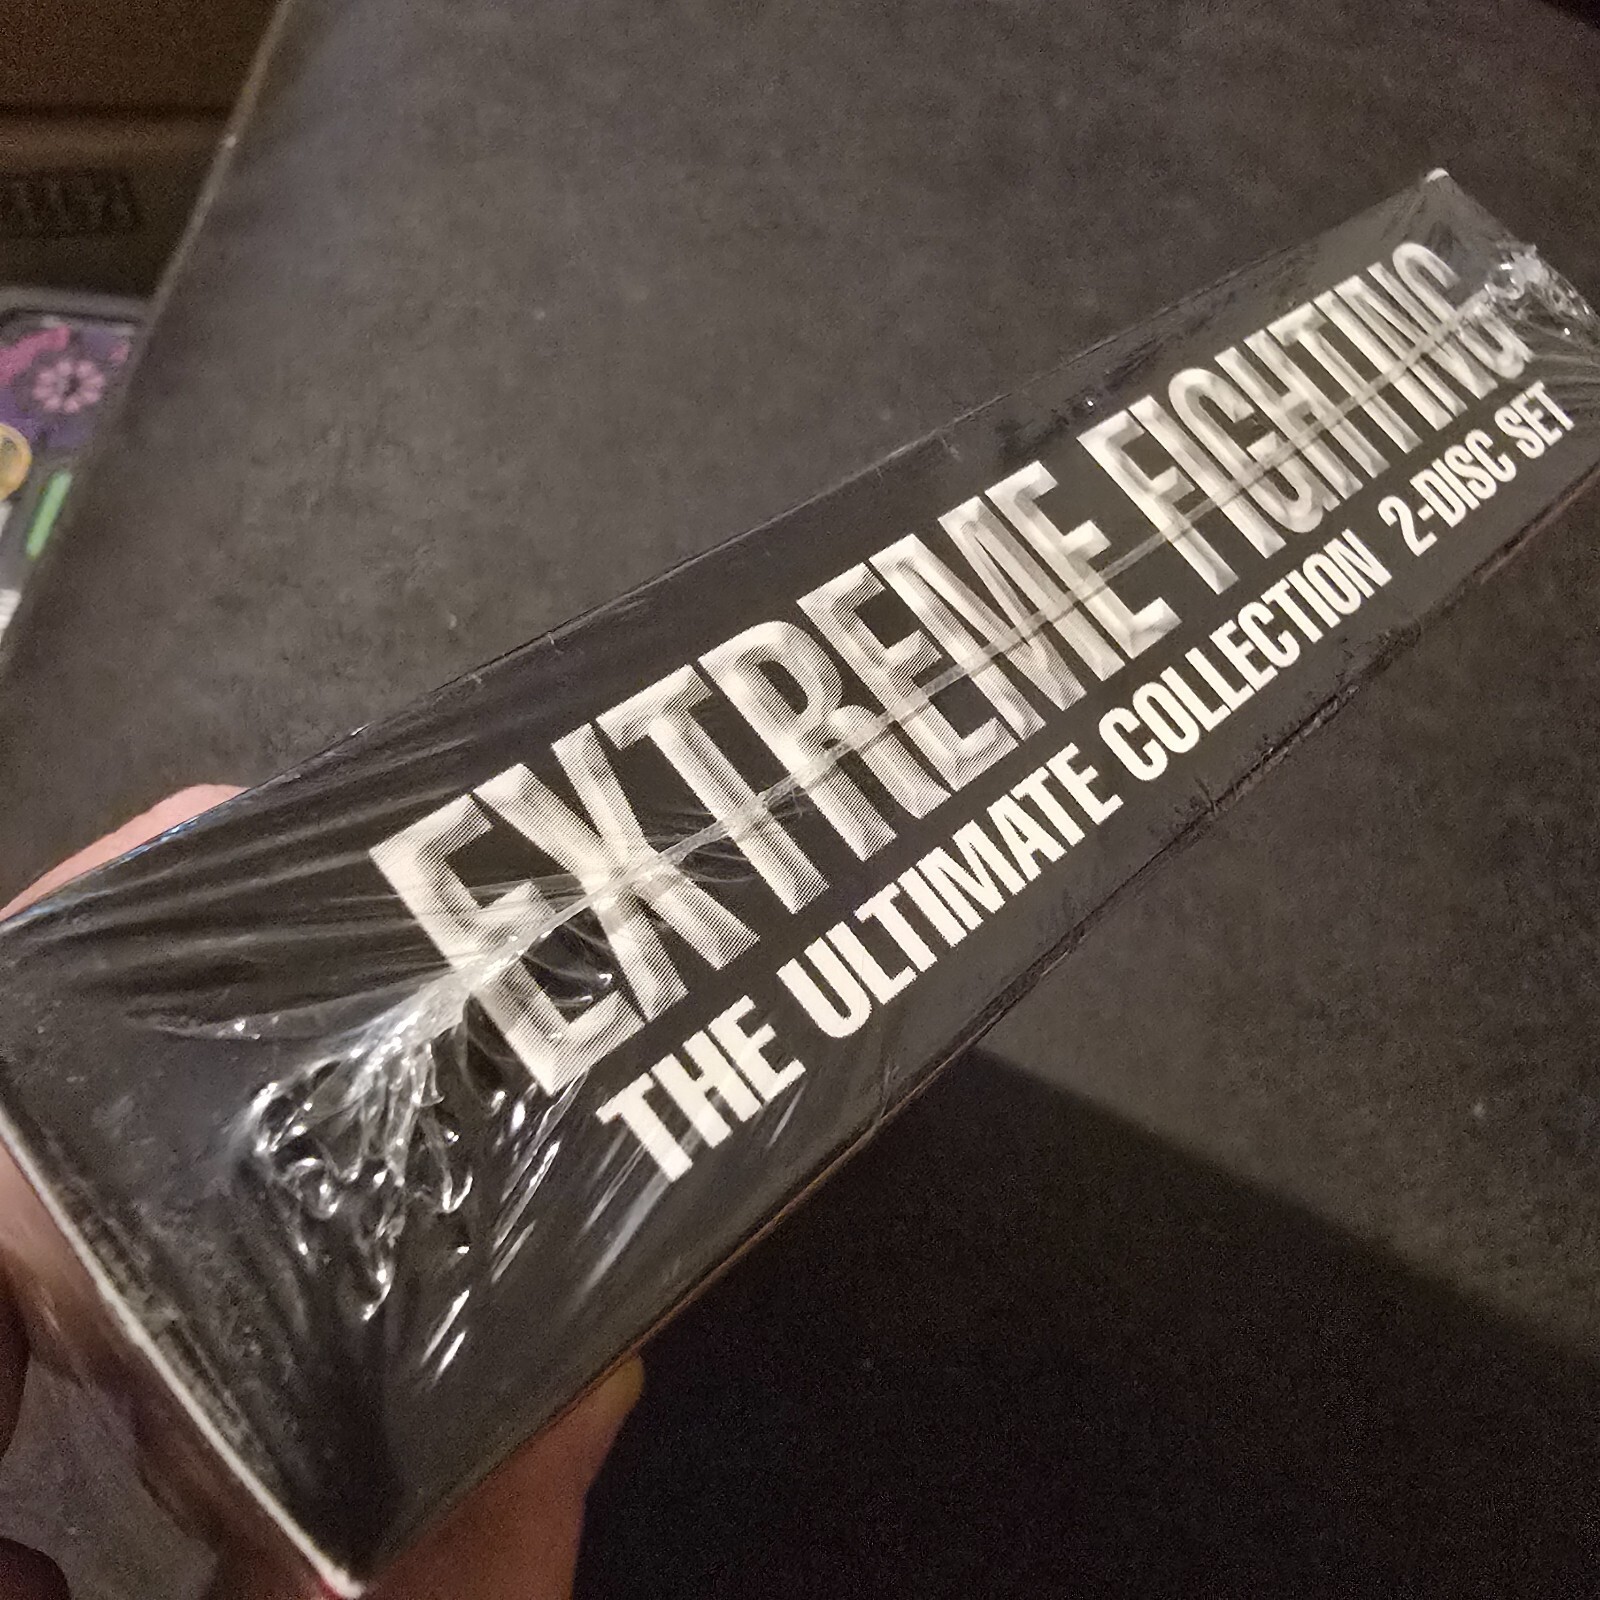 EXTREME FIGHTING
THE ULTIMATE COLLECTION 2-DISC SET